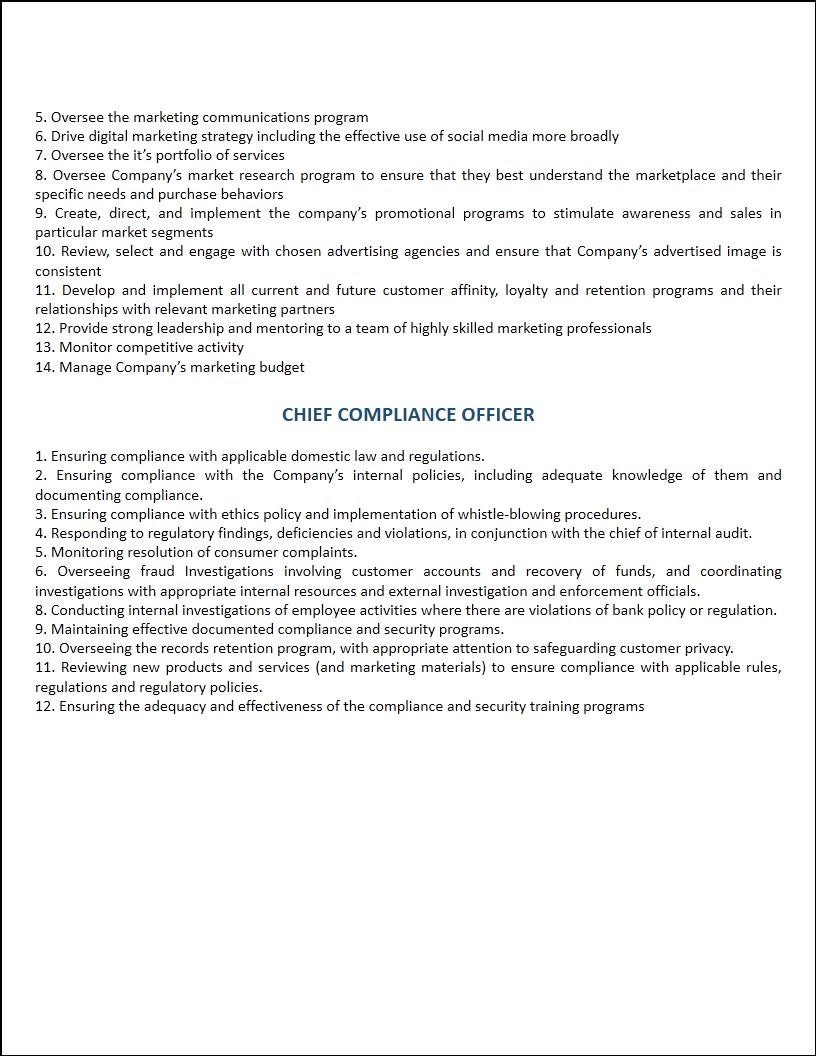 5. Oversee the marketing communications program
6. Drive digital marketing strategy including the effective use of social media more broadly
7. Oversee the it’s portfolio of services
8. Oversee Company’s market research program to ensure that they best understand the marketplace and their
specific needs and purchase behaviors
9. Create, direct, and implement the company’s promotional programs to stimulate awareness and sales in
particular market segments
10. Review, select and engage with chosen advertising agencies and ensure that Company’s advertised image is
consistent
11. Develop and implement all current and future customer affinity, loyalty and retention programs and their
relationships with relevant marketing partners
12. Provide strong leadership and mentoring to a team of highly skilled marketing professionals
13. Monitor competitive activity
14. Manage Company’s marketing budget
CHIEF COMPLIANCE OFFICER
1. Ensuring compliance with applicable domestic law and regulations.
2. Ensuring compliance with the Company’s internal policies, including adequate knowledge of them and
documenting compliance.
3. Ensuring compliance with ethics policy and implementation of whistle-blowing procedures.
4. Responding to regulatory findings, deficiencies and violations, in conjunction with the chief of internal audit.
5. Monitoring resolution of consumer complaints.
6. Overseeing fraud Investigations involving customer accounts and recovery of funds, and coordinating
investigations with appropriate internal resources and external investigation and enforcement officials.
8. Conducting internal investigations of employee activities where there are violations of bank policy or regulation.
9. Maintaining effective documented compliance and security programs.
10. Overseeing the records retention program, with appropriate attention to safeguarding customer privacy.
11. Reviewing new products and services (and marketing materials) to ensure compliance with applicable rules,
regulations and regulatory policies.
12. Ensuring the adequacy and effectiveness of the compliance and security training programs